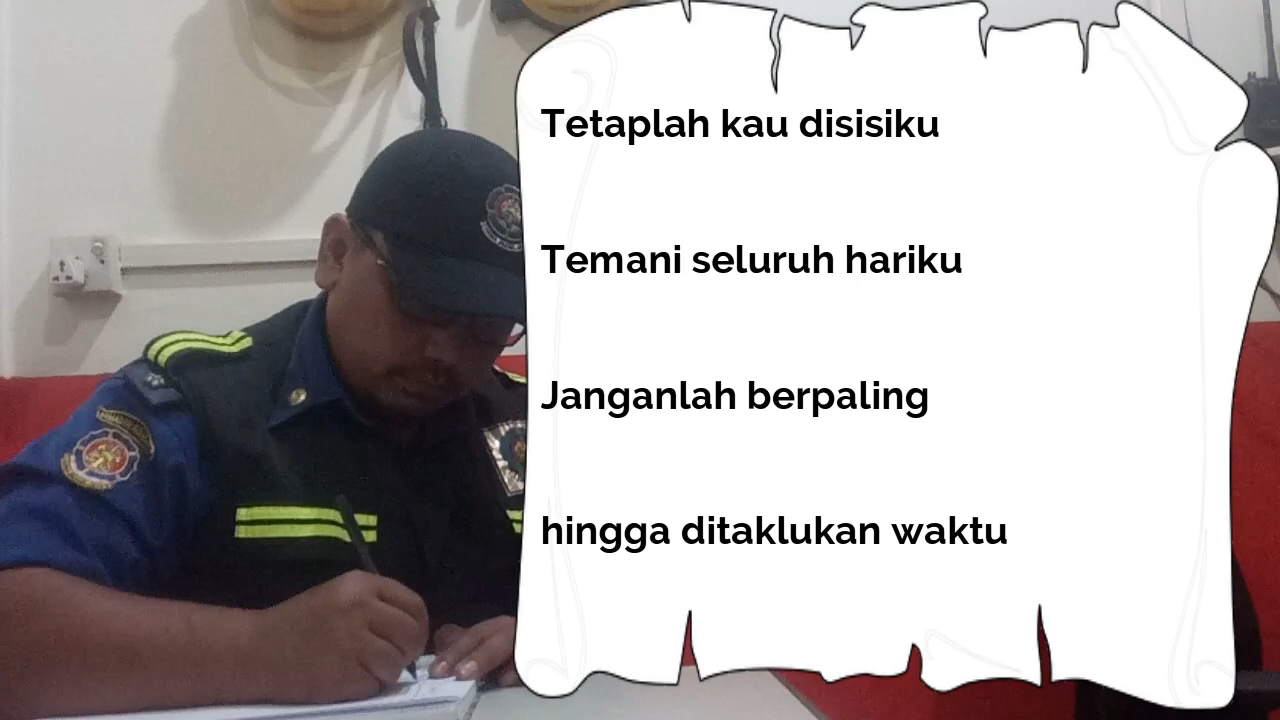 Tetaplah kau disisiku
Temani seluruh hariku
Janganlah berpaling
hingga ditaklukan waktu